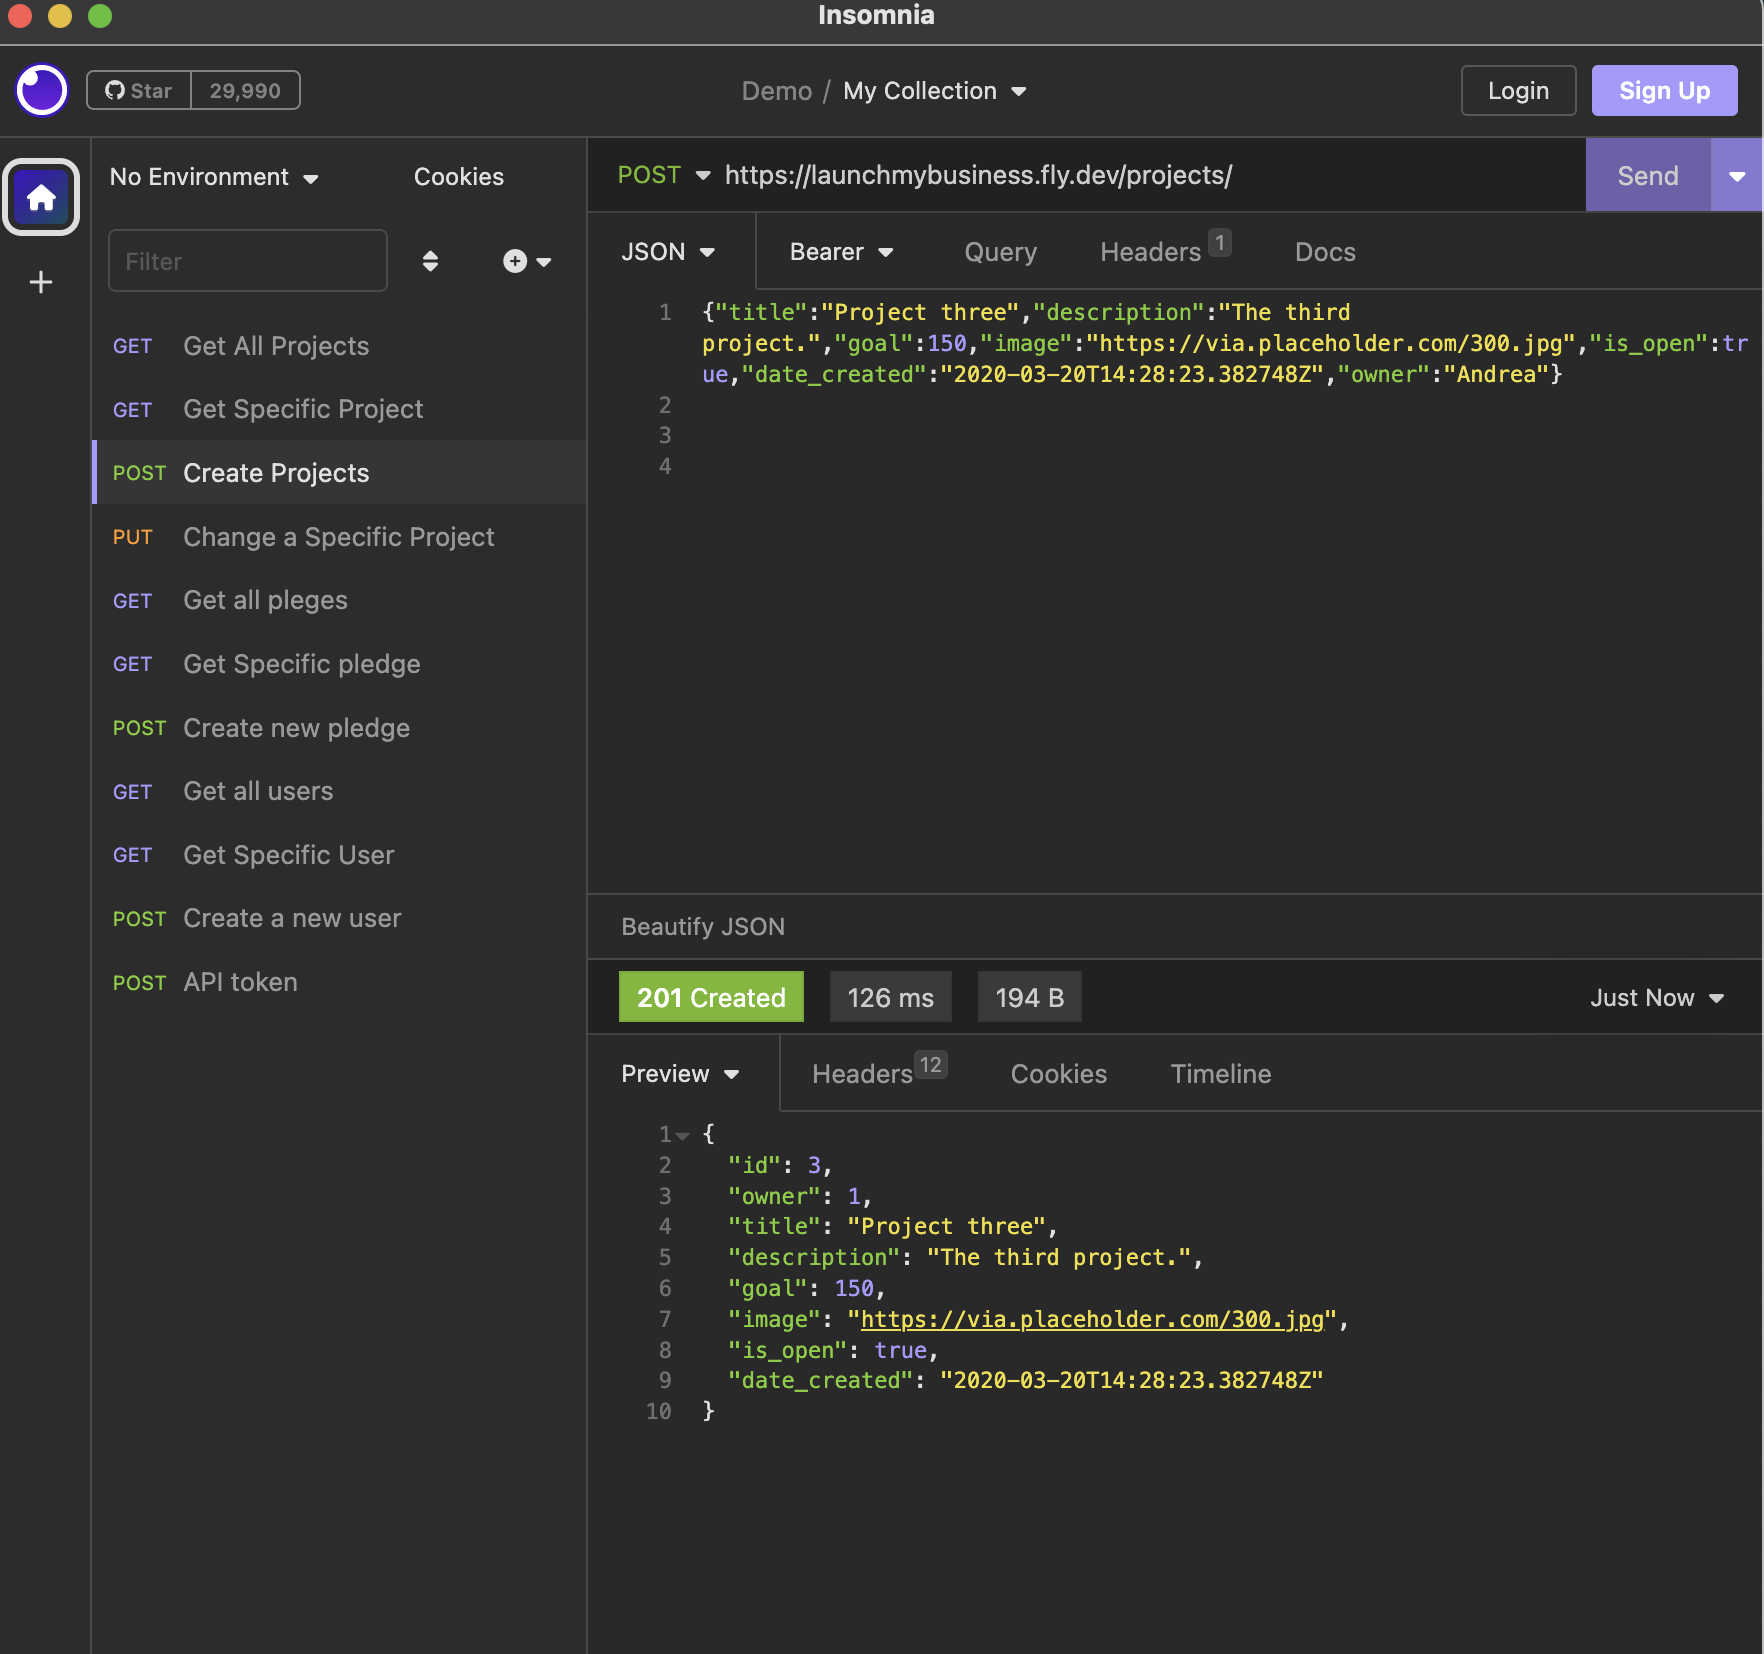 Insomnia
Star 29,990
Demo / My Collection
Login Sign Up
No Environment Cookies
Filter
GET Get All Projects
GET Get Specific Project
POST Create Projects
PUT Change a Specific Project
GET Get all pleges
GET Get Specific pledge
POST Create new pledge
GET Get all users
GET Get Specific User
POST Create a new user
POST API token
POST https://launchmybusiness.fly.dev/projects/ Send
JSON Bearer Query Headers 1 Docs
1 {"title":"Project three","description":"The third
project.","goal":150,"image":"https://via.placeholder.com/300.jpg","is_open":tr
ue,"date_created":"2020-03-20T14:28:23.382748Z","owner":"Andrea"}
2
3
4
Beautify JSON
201 Created 126 ms 194 B Just Now
Preview Headers 12 Cookies Timeline
1 {
2 "id": 3,
3 "owner": 1,
4 "title": "Project three",
5 "description": "The third project.",
6 "goal": 150,
7 "image": "https://via.placeholder.com/300.jpg",
8 "is_open": true,
9 "date_created": "2020-03-20T14:28:23.382748Z"
10 }